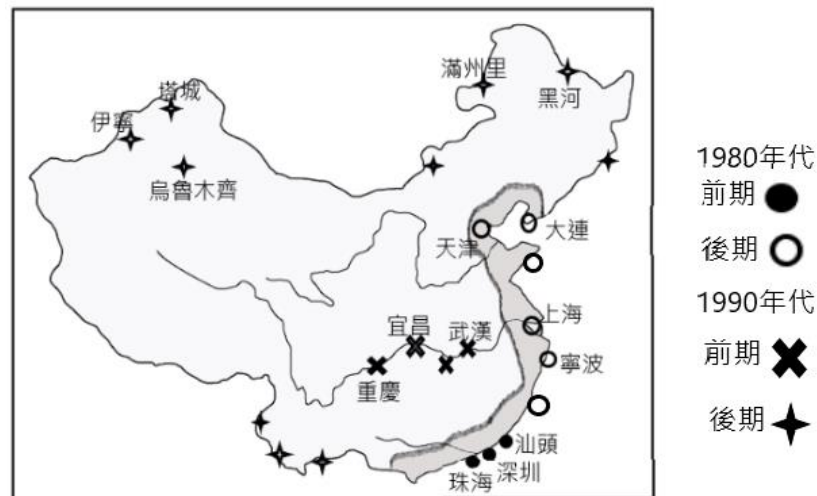 滿州里
黑河
塔城
伊寧
烏魯木齊
天津
大連
上海
宜昌
武漢
寧波
重慶
汕頭
深圳
珠海
1980年代
前期
後期
1990年代
前期
後期